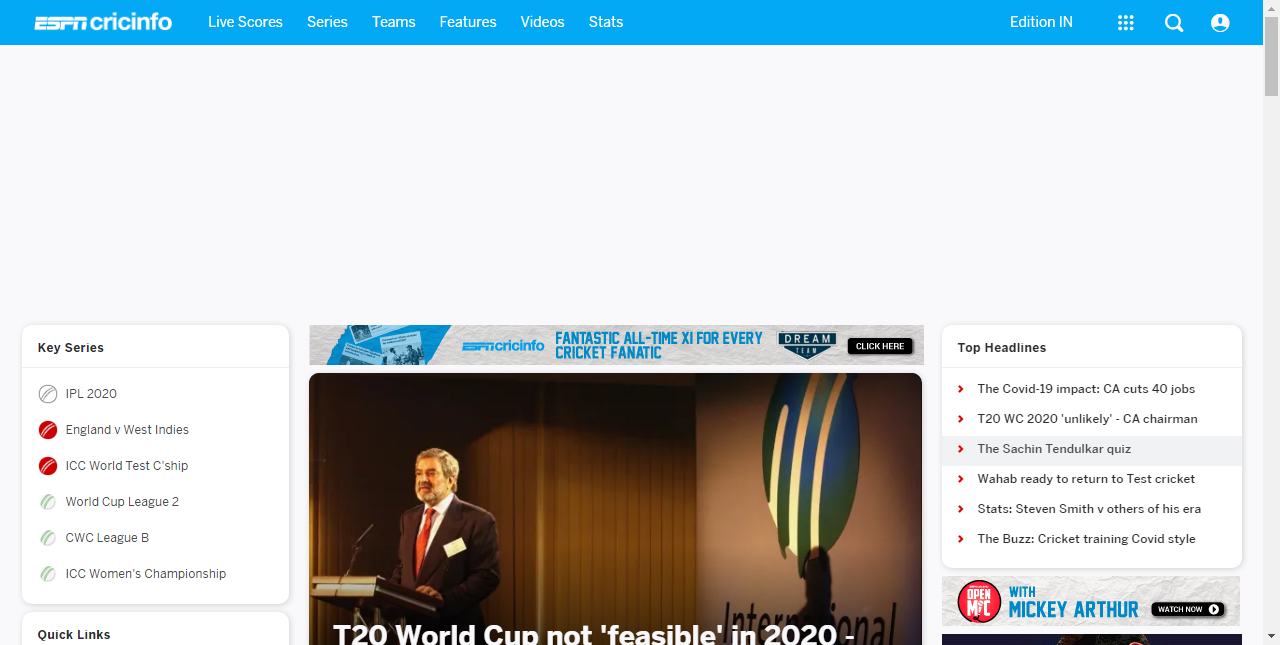 ESPN cricinfo
Live Scores
Series
Teams
Features
Videos
Stats
Edition IN
Key Series
IPL 2020
England v West Indies
ICC World Test C'ship
World Cup League 2
CWC League B
ICC Women's Championship
Quick Links
ESPN cricinfo
FANTASTIC ALL-TIME XI FOR EVERY
CRICKET FANATIC
DREAM
TEAM
CLICK HERE
International
T20 World Cup not 'feasible' in 2020 -
Top Headlines
The Covid-19 impact: CA cuts 40 jobs
T20 WC 2020 'unlikely' - CA chairman
The Sachin Tendulkar quiz
Wahab ready to return to Test cricket
Stats: Steven Smith v others of his era
The Buzz: Cricket training Covid style
OPEN
MIC
WITH
MICKEY ARTHUR
WATCH NOW